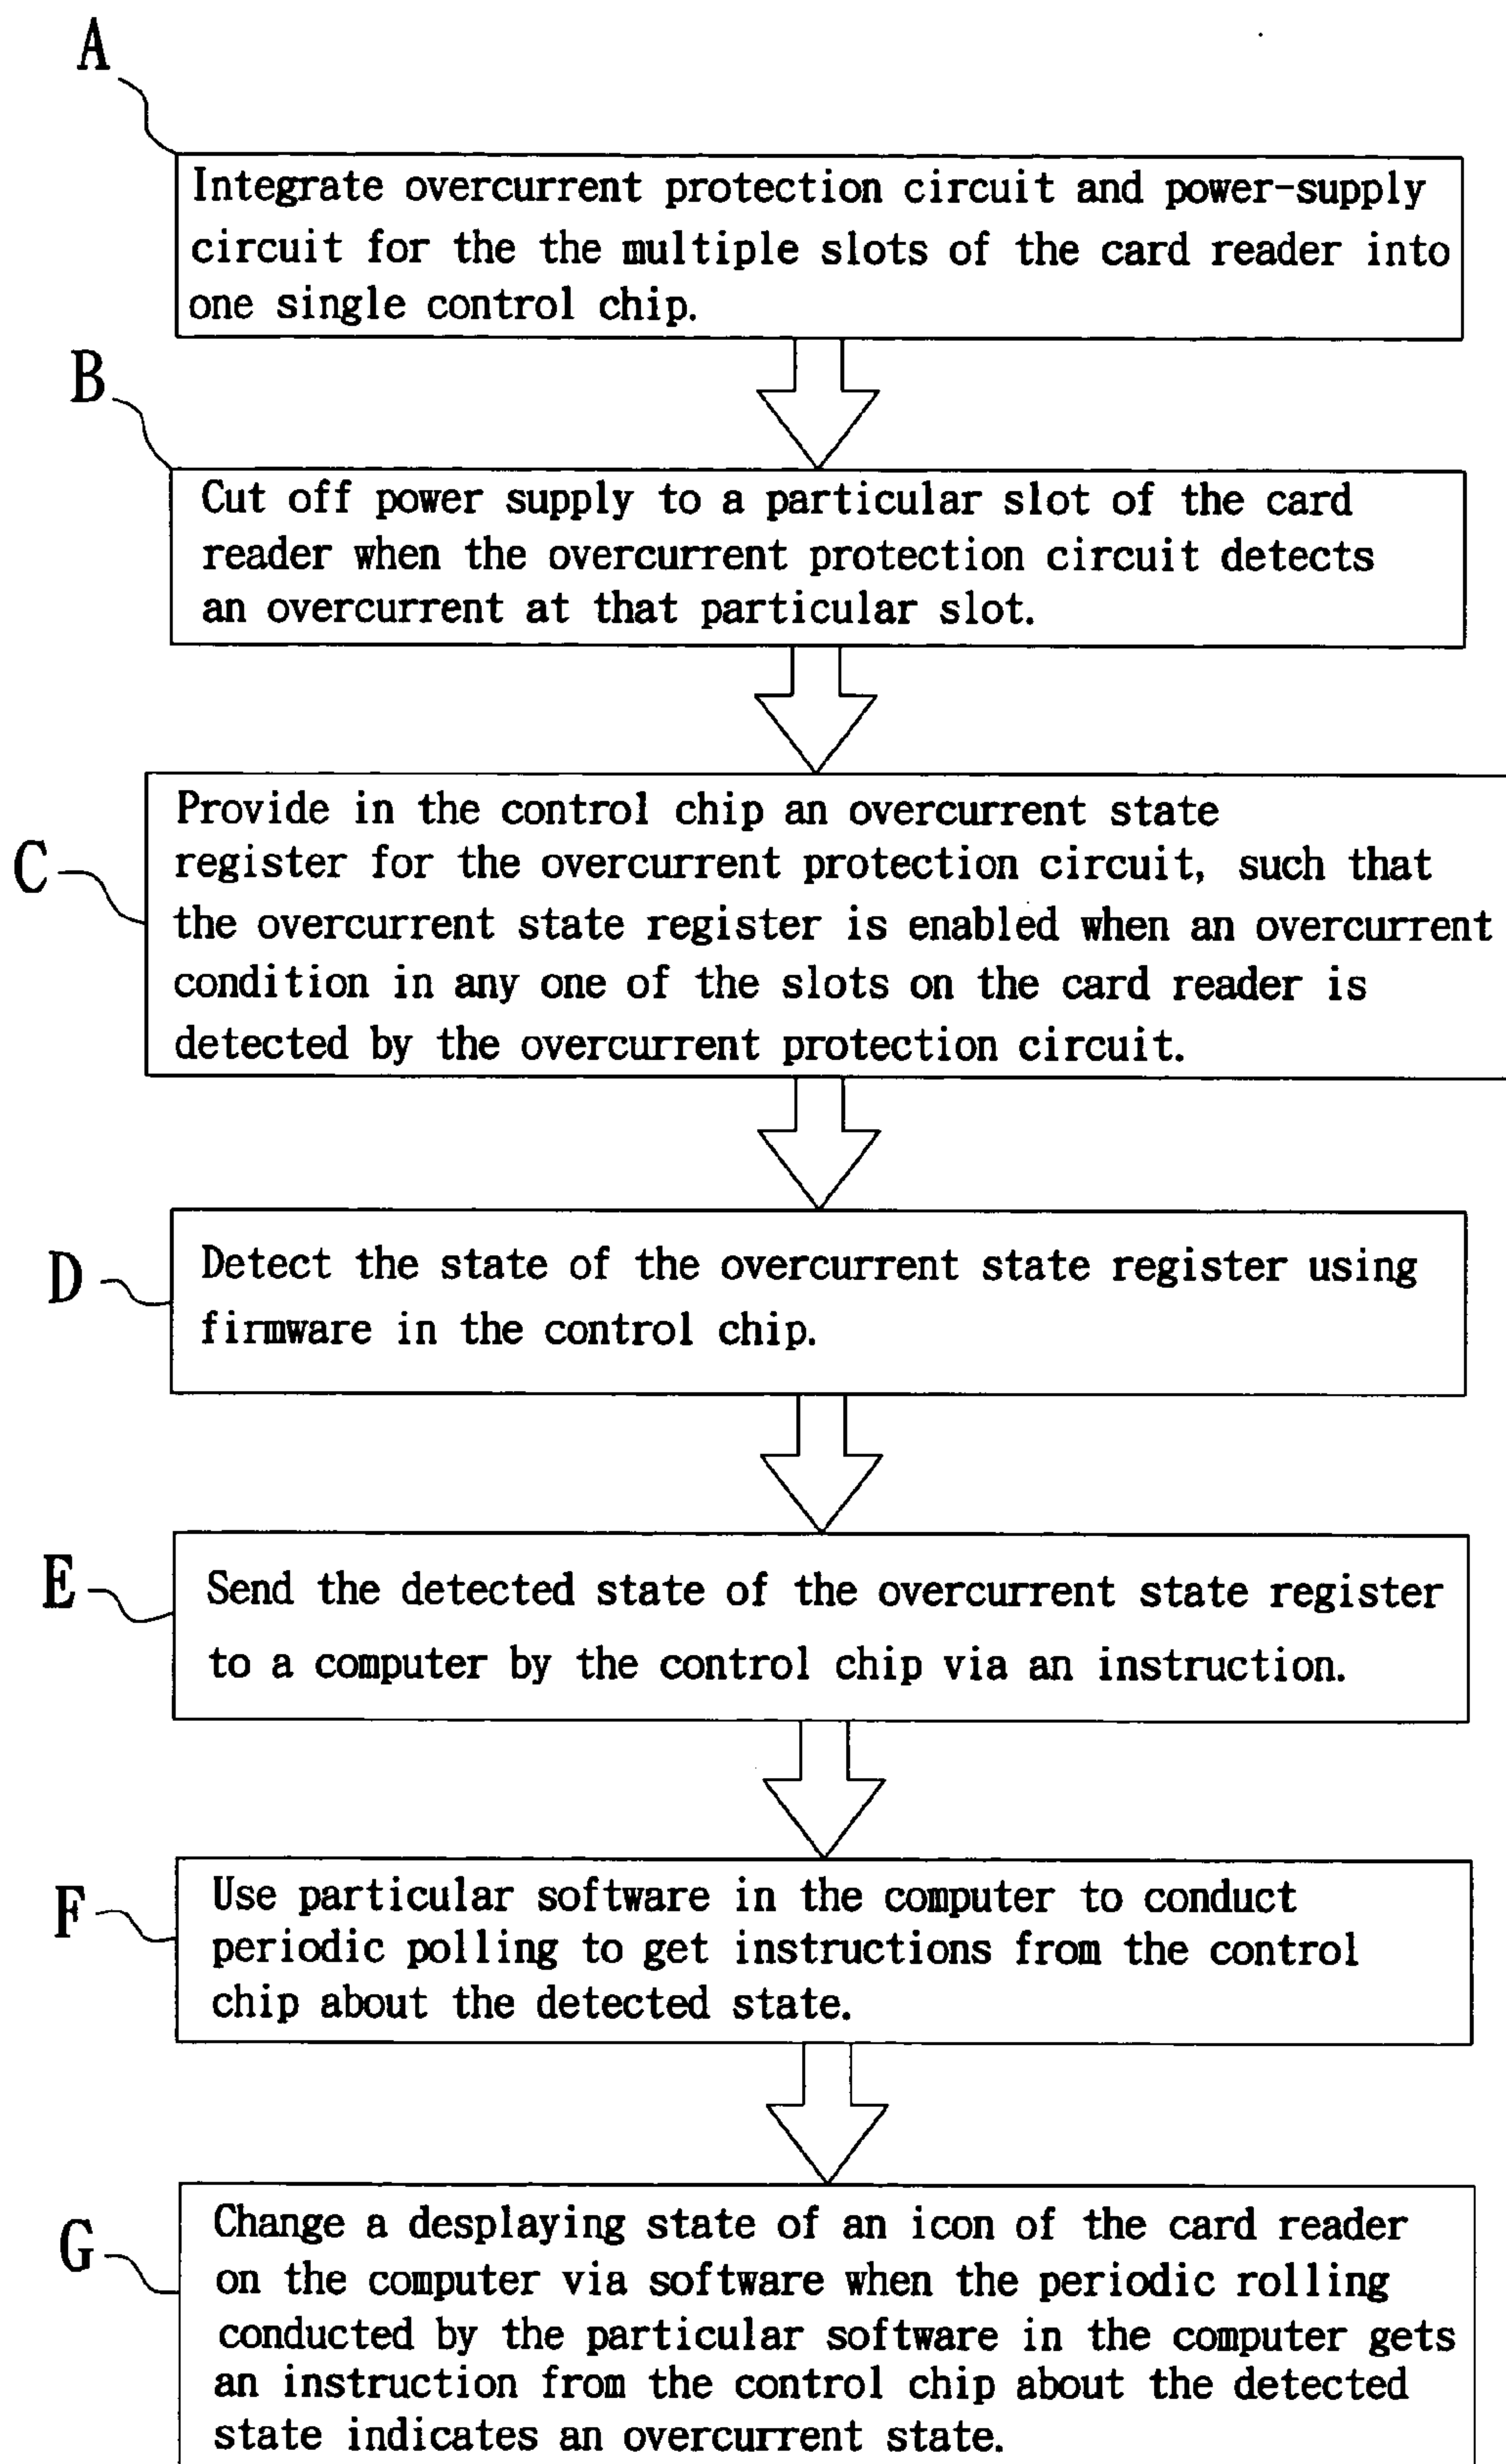 A
Integrate overcurrent protection circuit and power-supply
circuit for the the multiple slots of the card reader into
one single control chip.
B
Cut off power supply to a particular slot of the card
reader when the overcurrent protection circuit detects
an overcurrent at that particular slot.
C
Provide in the control chip an overcurrent state
register for the overcurrent protection circuit, such that
the overcurrent state register is enabled when an overcurrent
condition in any one of the slots on the card reader is
detected by the overcurrent protection circuit.
D
Detect the state of the overcurrent state register using
firmware in the control chip.
E
Send the detected state of the overcurrent state register
to a computer by the control chip via an instruction.
F
Use particular software in the computer to conduct
periodic polling to get instructions from the control
chip about the detected state.
G
Change a desplaying state of an icon of the card reader
on the computer via software when the periodic rolling
conducted by the particular software in the computer gets
an instruction from the control chip about the detected
state indicates an overcurrent state.